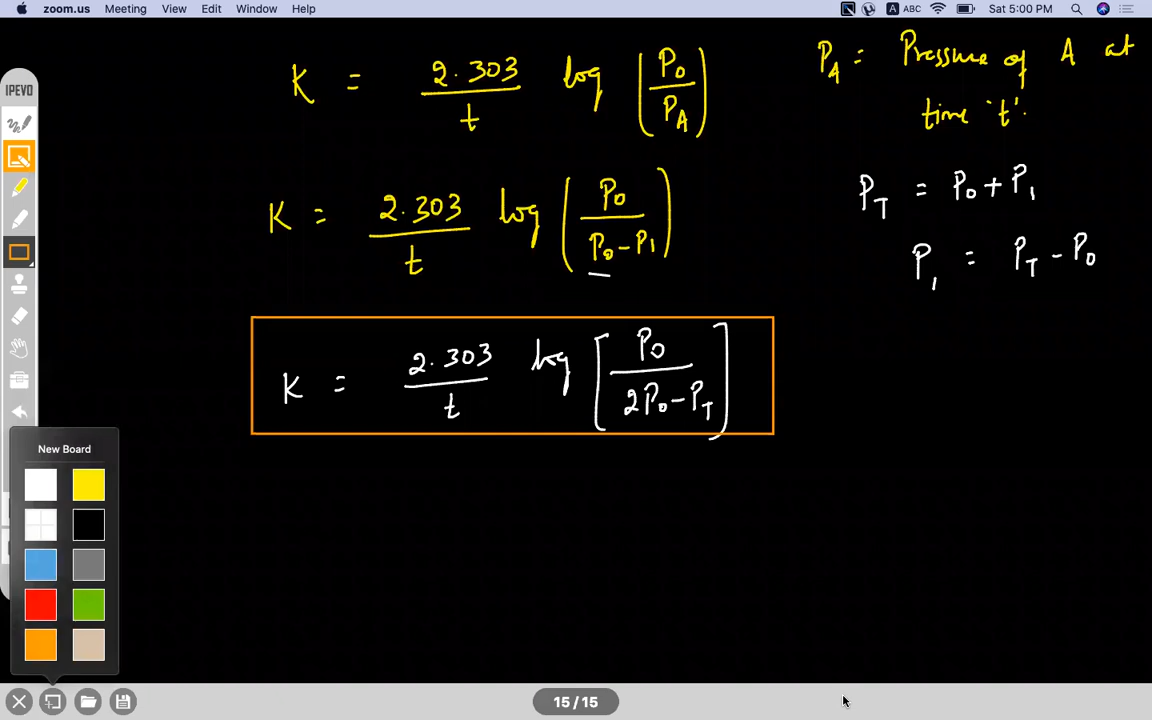 zoom.us Meeting View Edit Window Help A ABC Sat 5:00 PM
IPEVO
K = 2.303/t log (P0/PA)
PA = Pressure of A at time 't'.
K = 2.303/t log (P0/P0-P1)
PT = P0 + P1
P1 = PT - P0
K = 2.303/t log [P0/2P0-PT]
New Board
15 / 15